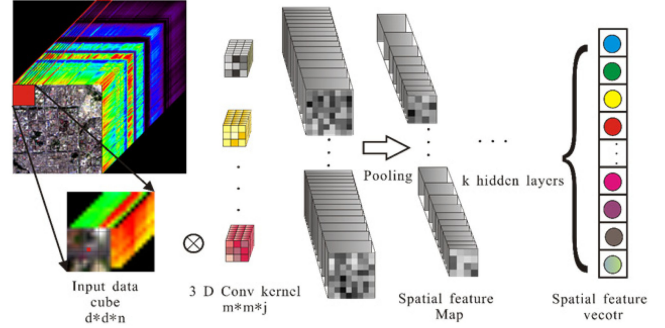 Pooling
k hidden layers
Input data
cube
d*d*n
3 D Conv kernel
m*m*j
Spatial feature
Map
Spatial feature
vecotr